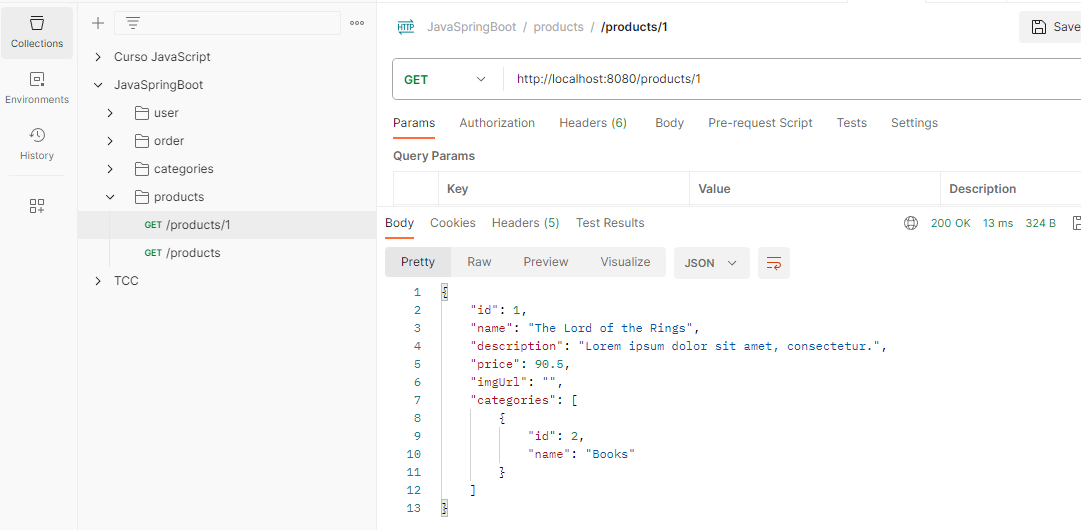 Collections
Environments
History
Curso JavaScript
JavaSpringBoot
user
order
categories
products
GET /products/1
GET /products
TCC
HTTP JavaSpringBoot / products / /products/1
Save
GET http://localhost:8080/products/1
Params Authorization Headers (6) Body Pre-request Script Tests Settings
Query Params
Key Value Description
Body Cookies Headers (5) Test Results 200 OK 13 ms 324 B
Pretty Raw Preview Visualize JSON
1 {
2 "id": 1,
3 "name": "The Lord of the Rings",
4 "description": "Lorem ipsum dolor sit amet, consectetur.",
5 "price": 90.5,
6 "imgUrl": "",
7 "categories": [
8 {
9 "id": 2,
10 "name": "Books"
11 }
12 ]
13 }